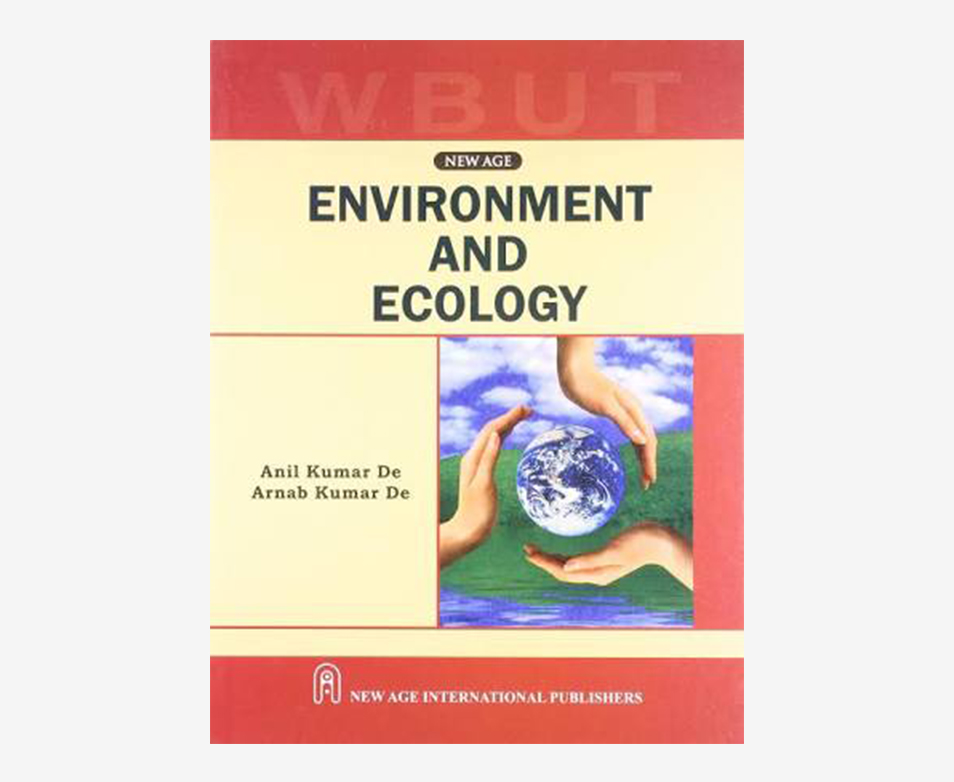 WBUT
NEW AGE
ENVIRONMENT
AND
ECOLOGY
Anil Kumar De
Arnab Kumar De
NEW AGE INTERNATIONAL PUBLISHERS